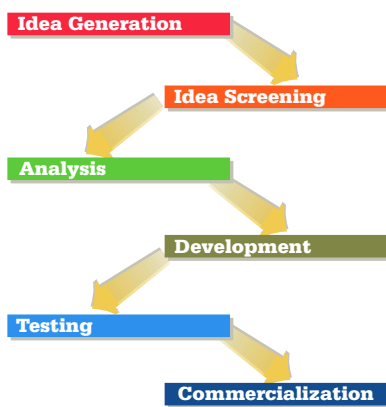 Idea Generation
Idea Screening
Analysis
Development
Testing
Commercialization